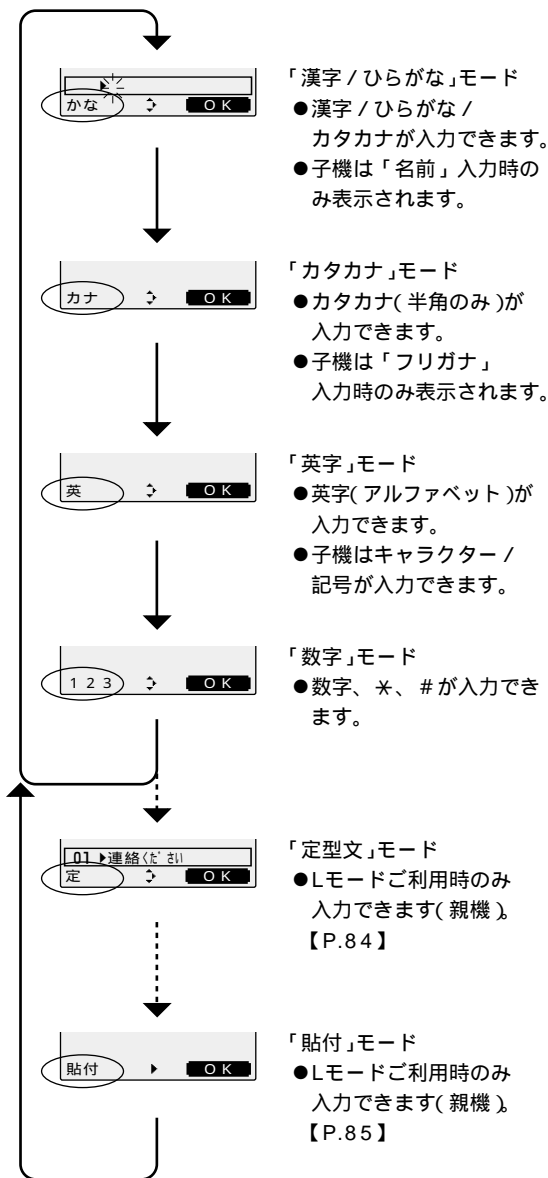 かな OK
「漢字/ひらがな」モード
●漢字/ひらがな/
カタカナが入力できます。
●子機は「名前」入力時の
み表示されます。
カナ OK
「カタカナ」モード
●カタカナ(半角のみ)が
入力できます。
●子機は「フリガナ」
入力時のみ表示されます。
英 OK
「英字」モード
●英字(アルファベット)が
入力できます。
●子機はキャラクター/
記号が入力できます。
123 OK
「数字」モード
●数字、＊、#が入力でき
ます。
01 ▶連絡ください
定 OK
「定型文」モード
●Lモードご利用時のみ
入力できます(親機)。
【P.84】
貼付 ▶ OK
「貼付」モード
●Lモードご利用時のみ
入力できます(親機)。
【P.85】